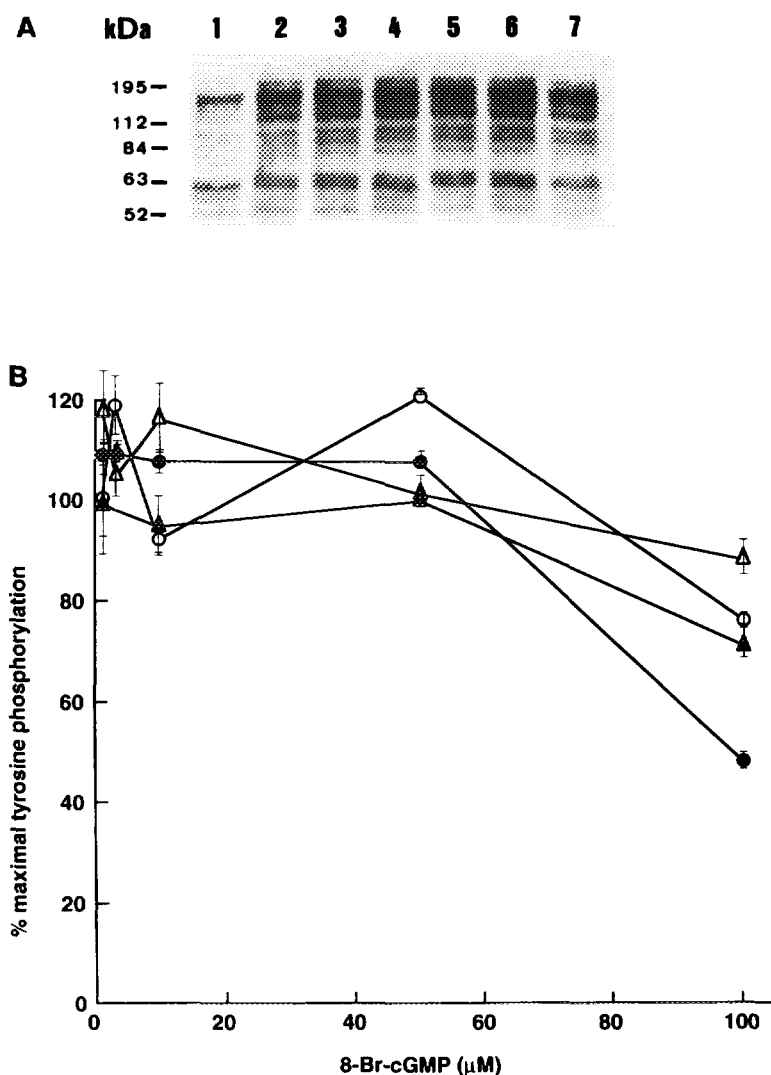 A kDa 1 2 3 4 5 6 7
195
112
84
63
52
B
120
100
80
60
40
20
0
% maximal tyrosine phosphorylation
0 20 40 60 80 100
8-Br-cGMP (μM)